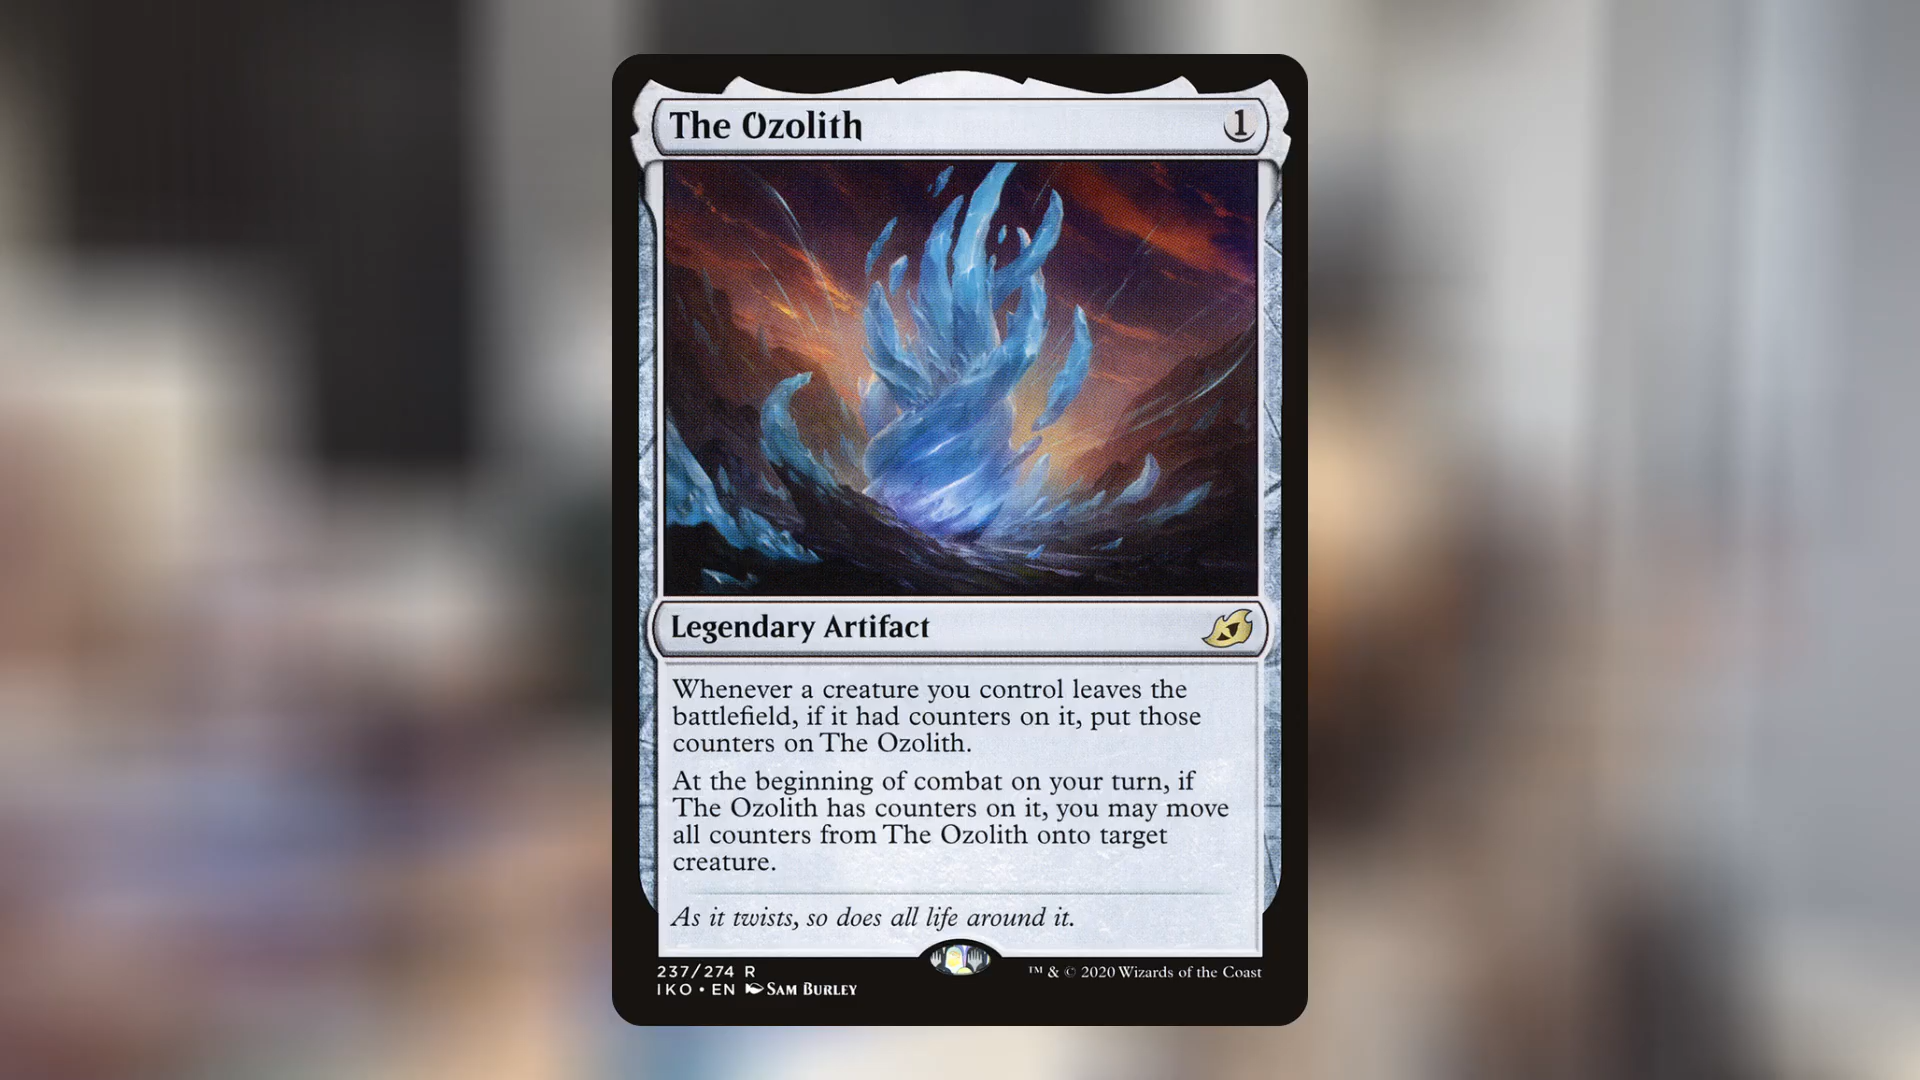 The Ozolith
1
Legendary Artifact
Whenever a creature you control leaves the
battlefield, if it had counters on it, put those
counters on The Ozolith.
At the beginning of combat on your turn, if
The Ozolith has counters on it, you may move
all counters from The Ozolith onto target
creature.
As it twists, so does all life around it.
237/274 R
™ & © 2020 Wizards of the Coast
IKO • EN SAM BURLEY